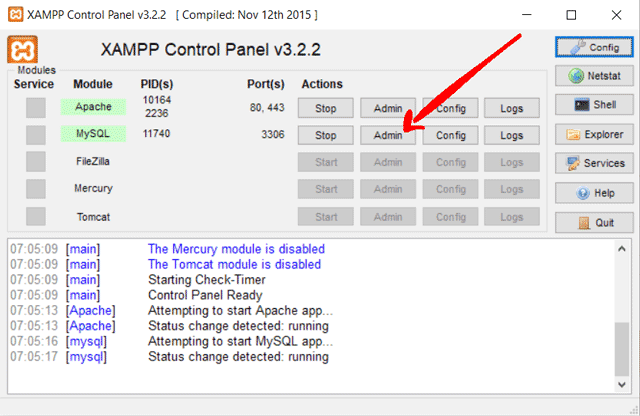 XAMPP Control Panel v3.2.2 [ Compiled: Nov 12th 2015 ]
XAMPP Control Panel v3.2.2
Config
Modules
Service Module PID(s) Port(s) Actions
Netstat
Apache 10164 2236 80, 443 Stop Admin Config Logs
Shell
MySQL 11740 3306 Stop Admin Config Logs
Explorer
FileZilla Start Admin Config Logs
Services
Mercury Start Admin Config Logs
Help
Tomcat Start Admin Config Logs
Quit
07:05:09 [main] The Mercury module is disabled
07:05:09 [main] The Tomcat module is disabled
07:05:09 [main] Starting Check-Timer
07:05:09 [main] Control Panel Ready
07:05:13 [Apache] Attempting to start Apache app...
07:05:13 [Apache] Status change detected: running
07:05:16 [mysql] Attempting to start MySQL app...
07:05:17 [mysql] Status change detected: running